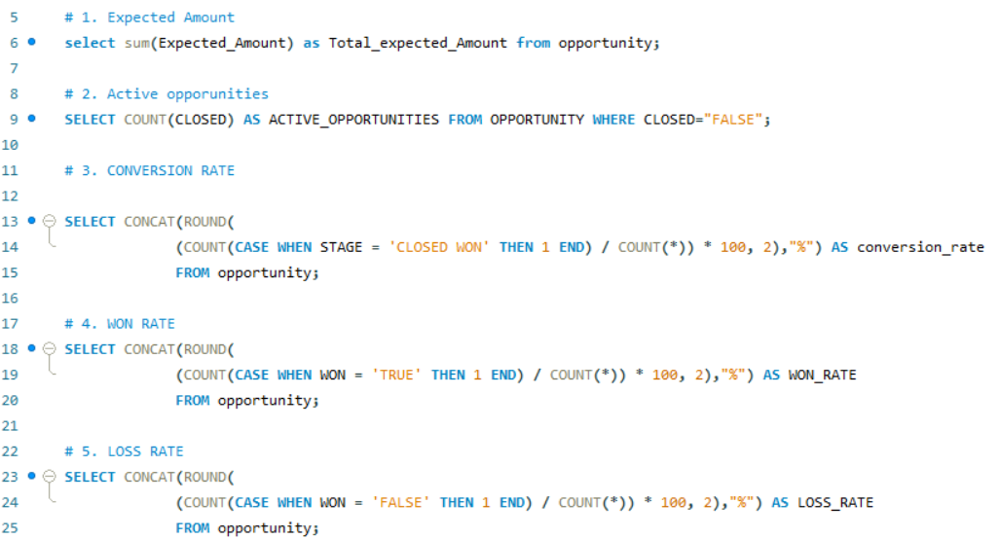 5 # 1. Expected Amount
6 select sum(Expected_Amount) as Total_expected_Amount from opportunity;
7
8 # 2. Active opporunities
9 SELECT COUNT(CLOSED) AS ACTIVE_OPPORTUNITIES FROM OPPORTUNITY WHERE CLOSED="FALSE";
10
11 # 3. CONVERSION RATE
12
13 SELECT CONCAT(ROUND(
14 (COUNT(CASE WHEN STAGE = 'CLOSED WON' THEN 1 END) / COUNT(*)) * 100, 2),"%") AS conversion_rate
15 FROM opportunity;
16
17 # 4. WON RATE
18 SELECT CONCAT(ROUND(
19 (COUNT(CASE WHEN WON = 'TRUE' THEN 1 END) / COUNT(*)) * 100, 2),"%") AS WON_RATE
20 FROM opportunity;
21
22 # 5. LOSS RATE
23 SELECT CONCAT(ROUND(
24 (COUNT(CASE WHEN WON = 'FALSE' THEN 1 END) / COUNT(*)) * 100, 2),"%") AS LOSS_RATE
25 FROM opportunity;